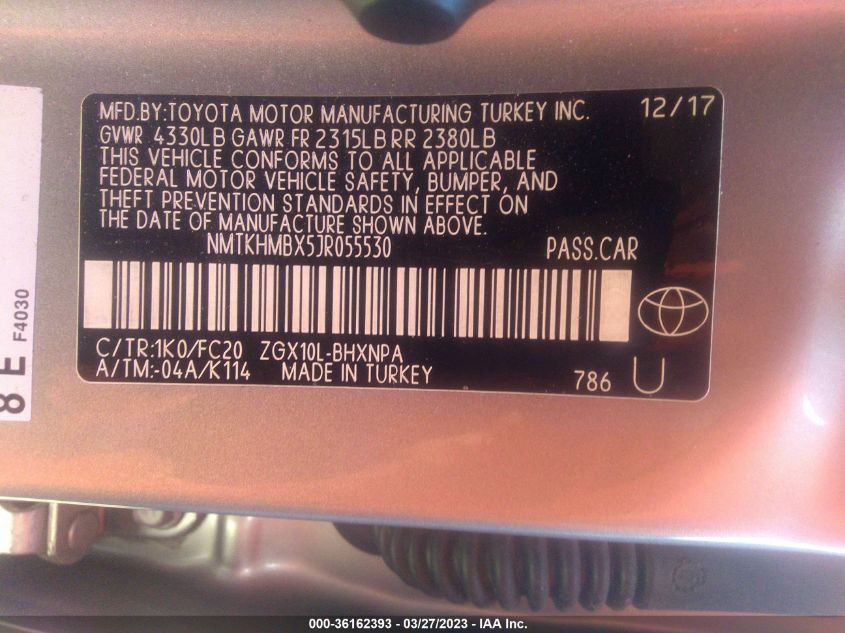 MFD.BY:TOYOTA MOTOR MANUFACTURING TURKEY INC. 12/17
GVWR 4330LB GAWR FR 2315LB RR 2380LB
THIS VEHICLE CONFORMS TO ALL APPLICABLE
FEDERAL MOTOR VEHICLE SAFETY, BUMPER, AND
THEFT PREVENTION STANDARDS IN EFFECT ON
THE DATE OF MANUFACTURE SHOWN ABOVE.
NMTKHMBX5JR055530 PASS.CAR
C/TR:1K0/FC20 ZGX10L-BHXNPA
A/TM:-04A/K114 MADE IN TURKEY 786 U
8 E
F4030
000-36162393 — 03/27/2023 — IAA Inc.